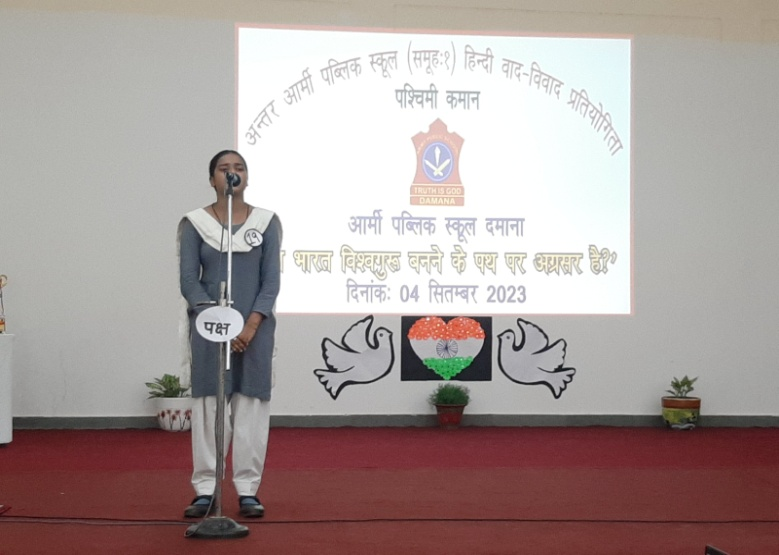 अन्तर आर्मी पब्लिक स्कूल (समूह:१) हिन्दी वाद-विवाद प्रतियोगिता
पश्चिमी कमान
TRUTH IS GOD
DAMANA
आर्मी पब्लिक स्कूल दमाना
भारत विश्वगुरू बनने के पथ पर अग्रसर है?'
दिनांक: 04 सितम्बर 2023
19
पक्ष